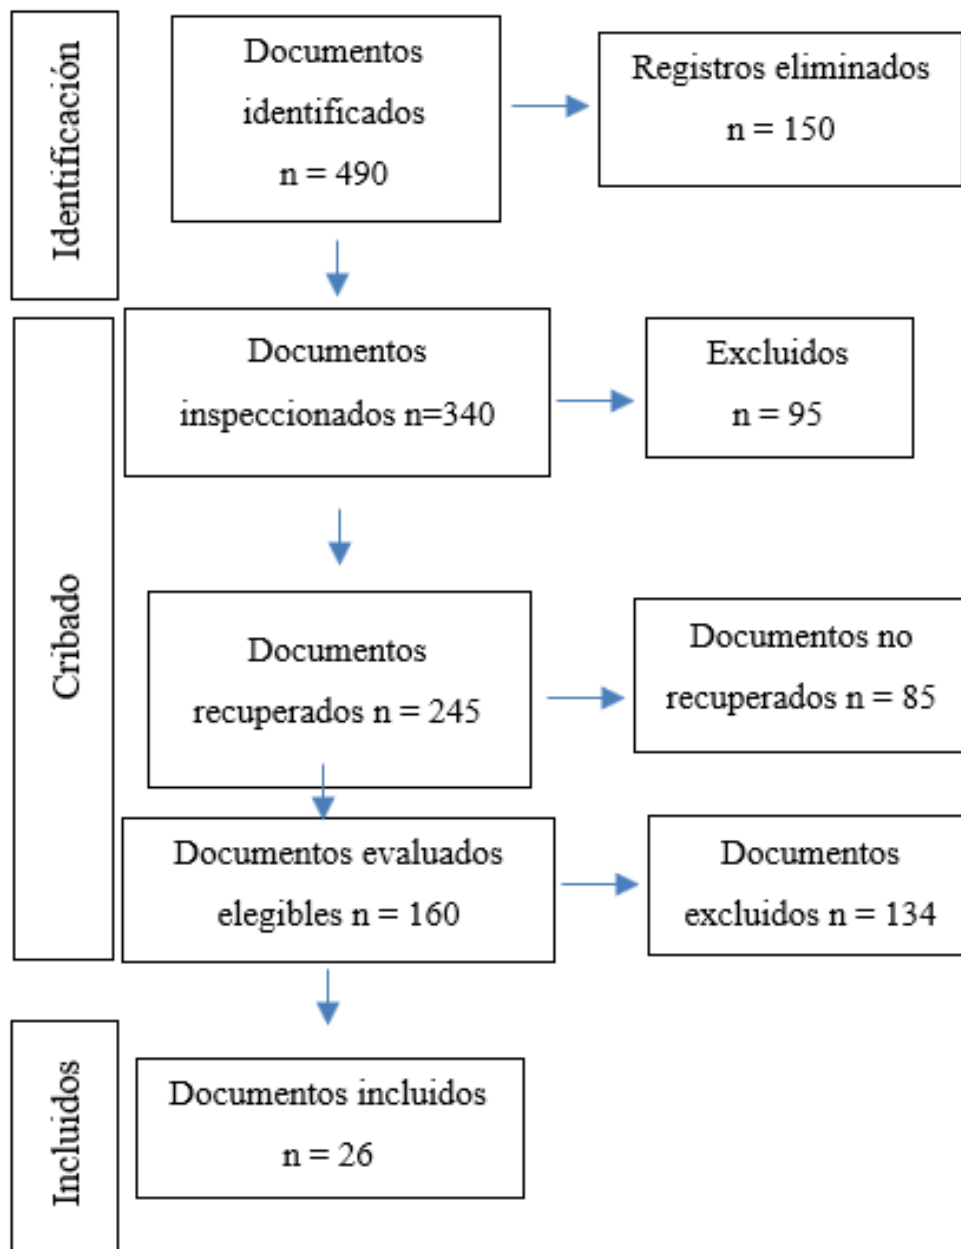 Identificación
Documentos
identificados
n = 490
Registros eliminados
n = 150
Cribado
Documentos
inspeccionados n=340
Excluidos
n = 95
Documentos
recuperados n = 245
Documentos no
recuperados n = 85
Documentos evaluados
elegibles n = 160
Documentos
excluidos n = 134
Incluidos
Documentos incluidos
n = 26